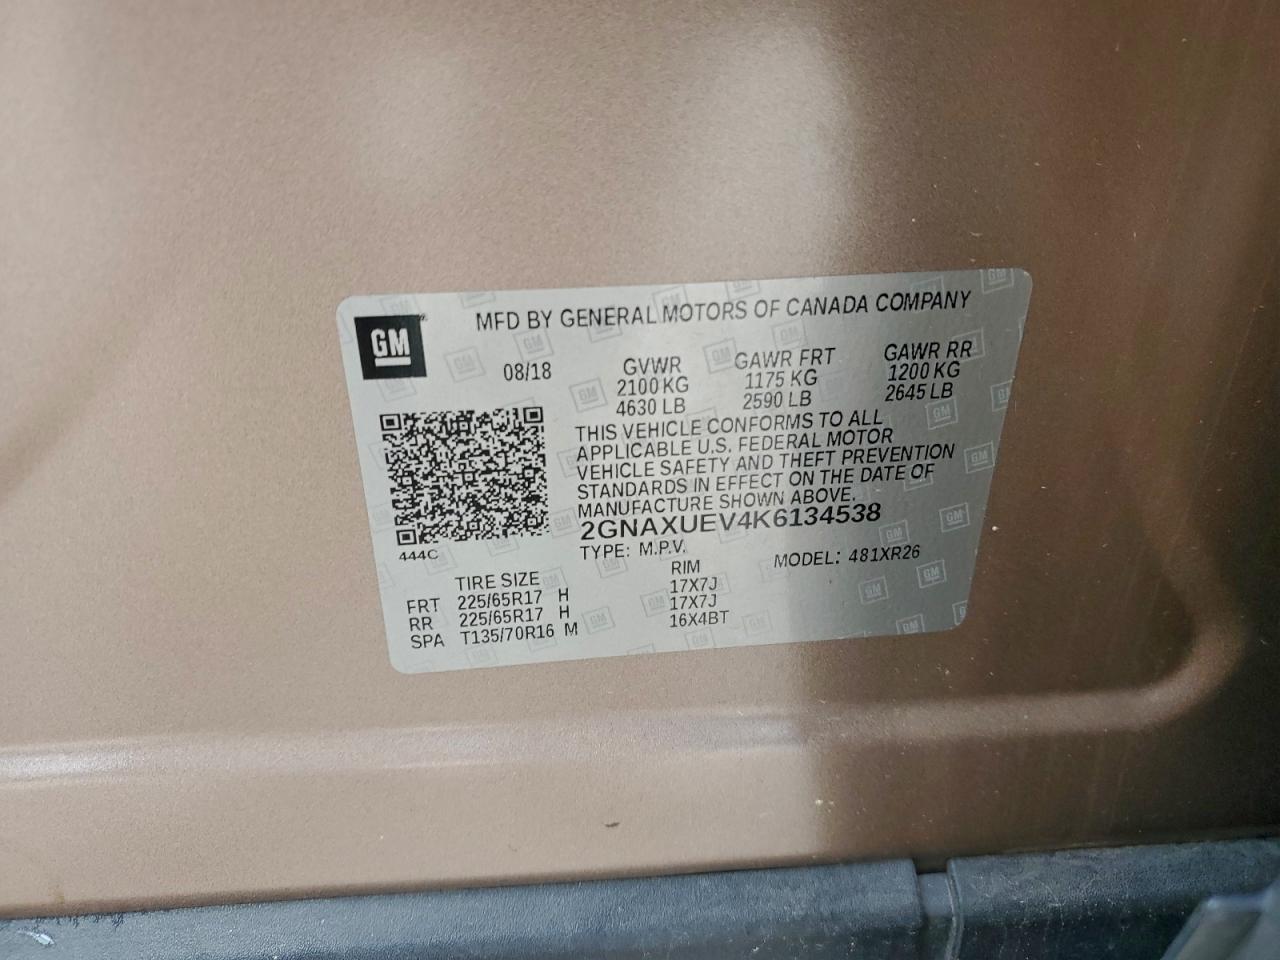 GM
MFD BY GENERAL MOTORS OF CANADA COMPANY
08/18 GVWR GAWR FRT GAWR RR
2100 KG 1175 KG 1200 KG
4630 LB 2590 LB 2645 LB
THIS VEHICLE CONFORMS TO ALL
APPLICABLE U.S. FEDERAL MOTOR
VEHICLE SAFETY AND THEFT PREVENTION
STANDARDS IN EFFECT ON THE DATE OF
MANUFACTURE SHOWN ABOVE.
2GNAXUEV4K6134538
444C
TYPE: M.P.V. MODEL: 481XR26
TIRE SIZE RIM
FRT 225/65R17 H 17X7J
RR 225/65R17 H 17X7J
SPA T135/70R16 M 16X4BT